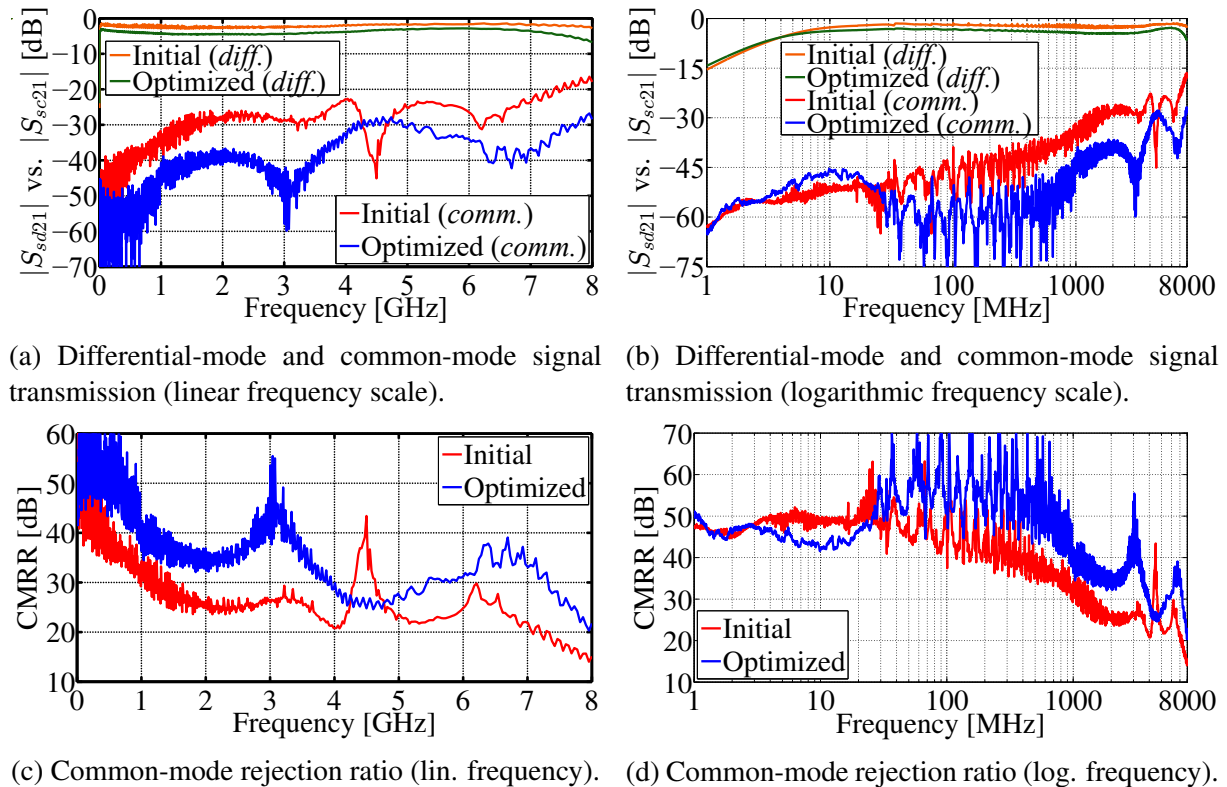 0
−10
−20
−30
−40
−50
−60
−70
|S_sd21| vs. |S_sc21| [dB]
Initial (diff.)
Optimized (diff.)
Initial (comm.)
Optimized (comm.)
0 1 2 3 4 5 6 7 8
Frequency [GHz]
(a) Differential-mode and common-mode signal
transmission (linear frequency scale).
0
−15
−30
−45
−60
−75
|S_sd21| vs. |S_sc21| [dB]
Initial (diff.)
Optimized (diff.)
Initial (comm.)
Optimized (comm.)
1 10 100 1000 8000
Frequency [MHz]
(b) Differential-mode and common-mode signal
transmission (logarithmic frequency scale).
60
50
40
30
20
10
CMRR [dB]
Initial
Optimized
0 1 2 3 4 5 6 7 8
Frequency [GHz]
(c) Common-mode rejection ratio (lin. frequency).
70
60
50
40
30
20
10
CMRR [dB]
Initial
Optimized
1 10 100 1000 8000
Frequency [MHz]
(d) Common-mode rejection ratio (log. frequency).